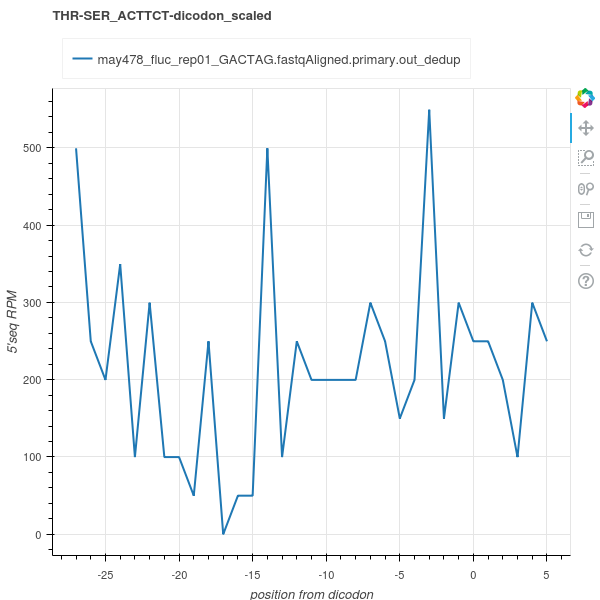 THR-SER_ACTTCT-dicodon_scaled
may478_fluc_rep01_GACTAG.fastqAligned.primary.out_dedup
500
400
300
200
100
0
5'seq RPM
-25 -20 -15 -10 -5 0 5
position from dicodon
?